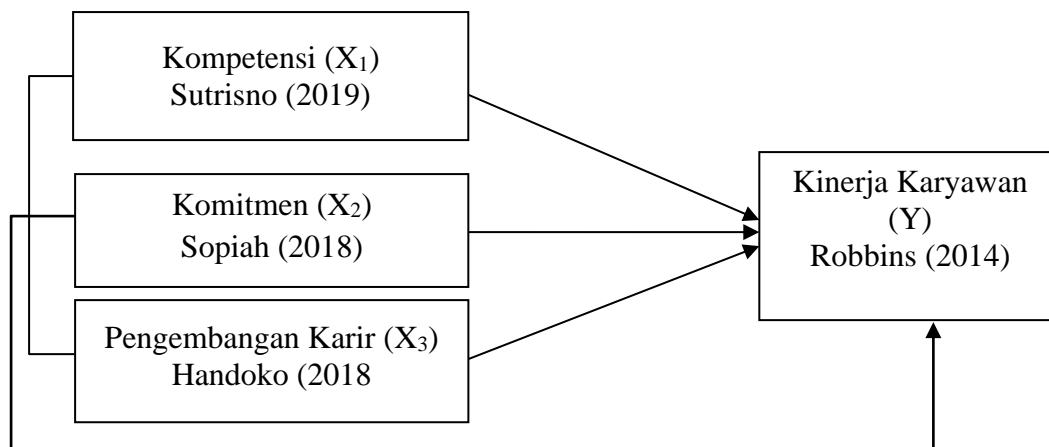 Kompetensi (X₁)
Sutrisno (2019)
Komitmen (X₂)
Sopiah (2018)
Pengembangan Karir (X₃)
Handoko (2018
Kinerja Karyawan
(Y)
Robbins (2014)